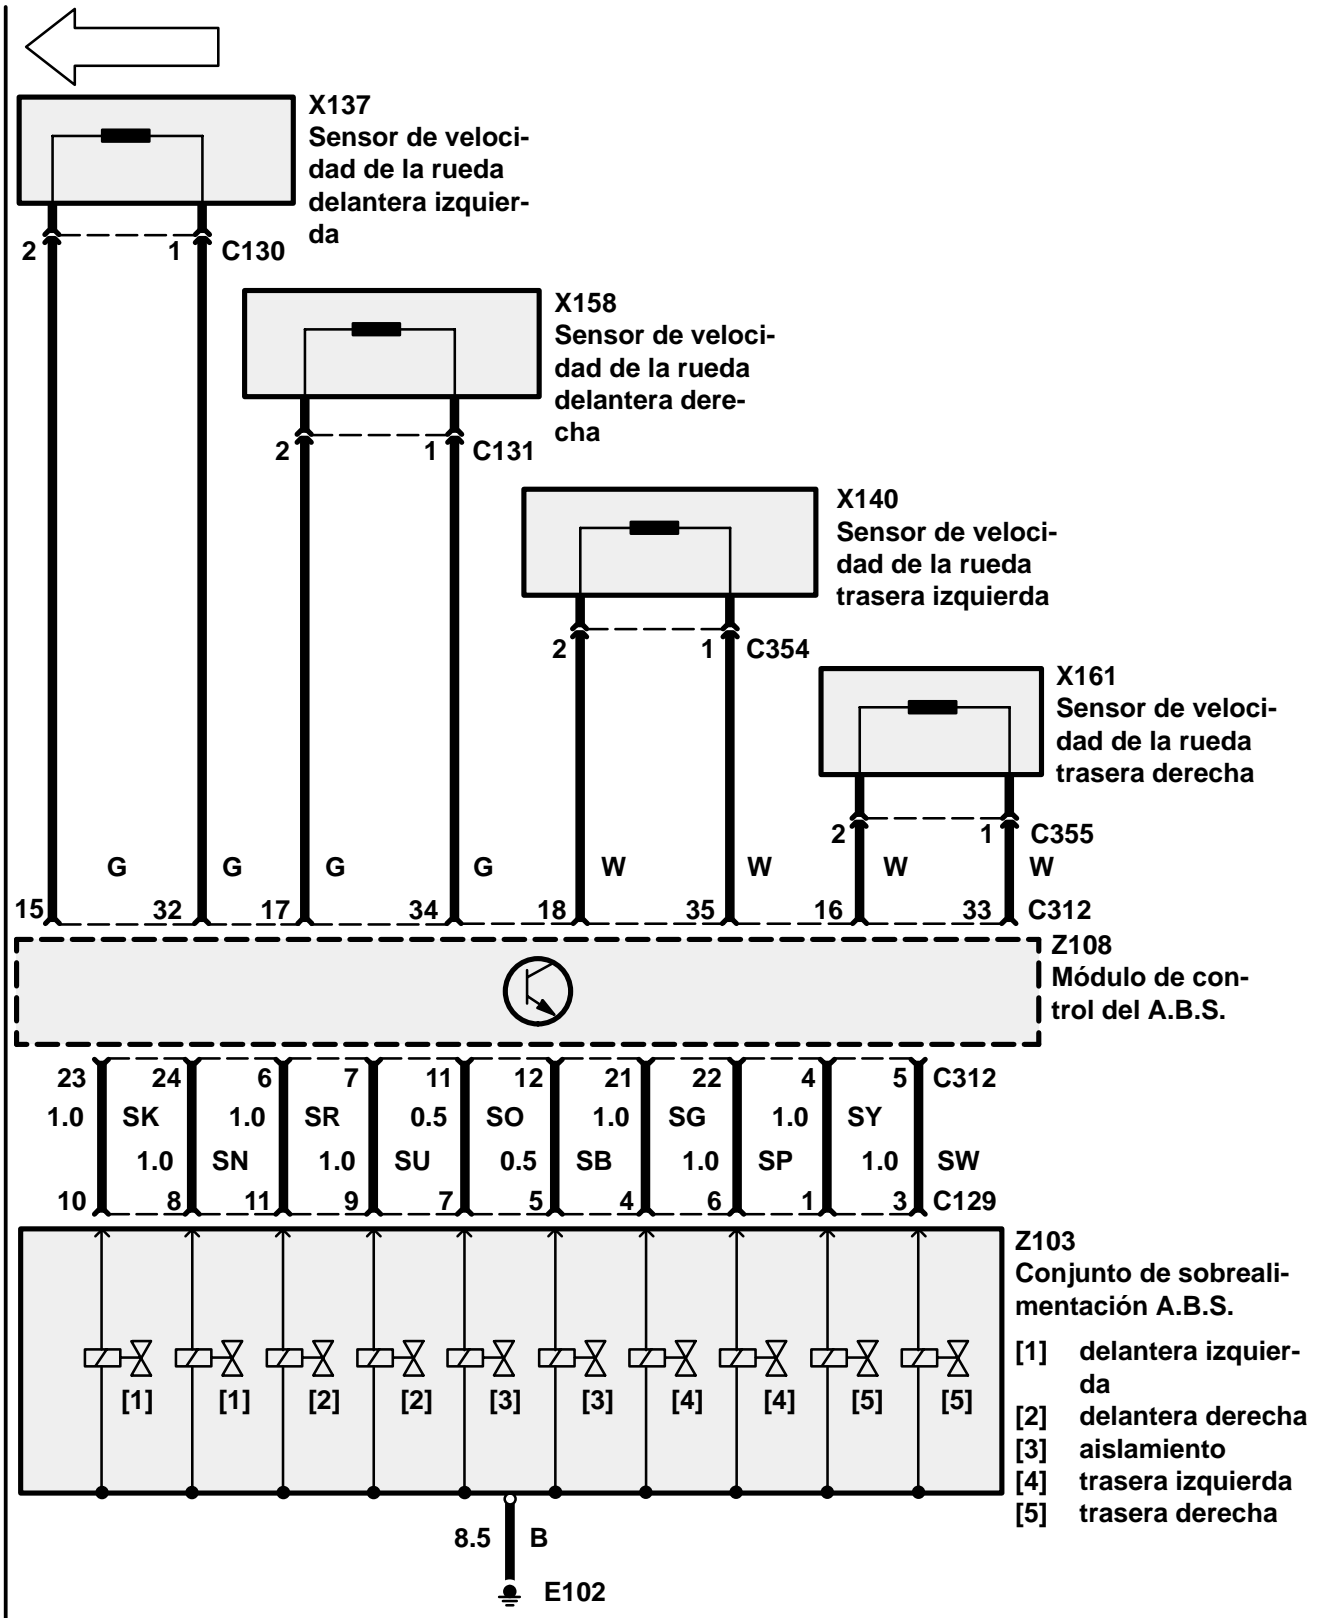 X137
Sensor de veloci-
dad de la rueda
delantera izquier-
da
2 1 C130
X158
Sensor de veloci-
dad de la rueda
delantera dere-
cha
2 1 C131
X140
Sensor de veloci-
dad de la rueda
trasera izquierda
2 1 C354
X161
Sensor de veloci-
dad de la rueda
trasera derecha
2 1 C355
G G G G W W W W
15 32 17 34 18 35 16 33 C312
Z108
Módulo de con-
trol del A.B.S.
23 24 6 7 11 12 21 22 4 5 C312
1.0 SK 1.0 SR 0.5 SO 1.0 SG 1.0 SY
1.0 SN 1.0 SU 0.5 SB 1.0 SP 1.0 SW
10 8 11 9 7 5 4 6 1 3 C129
Z103
Conjunto de sobreali-
mentación A.B.S.
[1] delantera izquier-
da
[2] delantera derecha
[3] aislamiento
[4] trasera izquierda
[5] trasera derecha
[1] [1] [2] [2] [3] [3] [4] [4] [5] [5]
8.5 B
E102